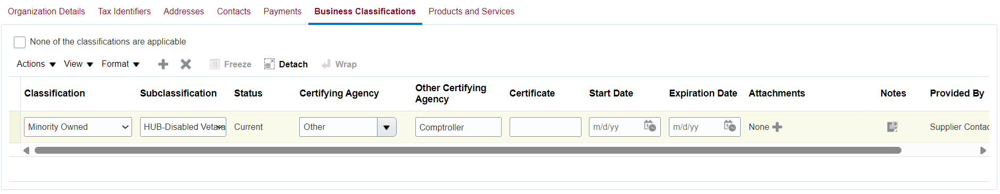 Organization Details Tax Identifiers Addresses Contacts Payments Business Classifications Products and Services
None of the classifications are applicable
Actions View Format Freeze Detach Wrap
Classification Subclassification Status Certifying Agency Other Certifying Agency Certificate Start Date Expiration Date Attachments Notes Provided By
Minority Owned HUB-Disabled Vetara Current Other Comptroller m/d/yy m/d/yy None Supplier Contac